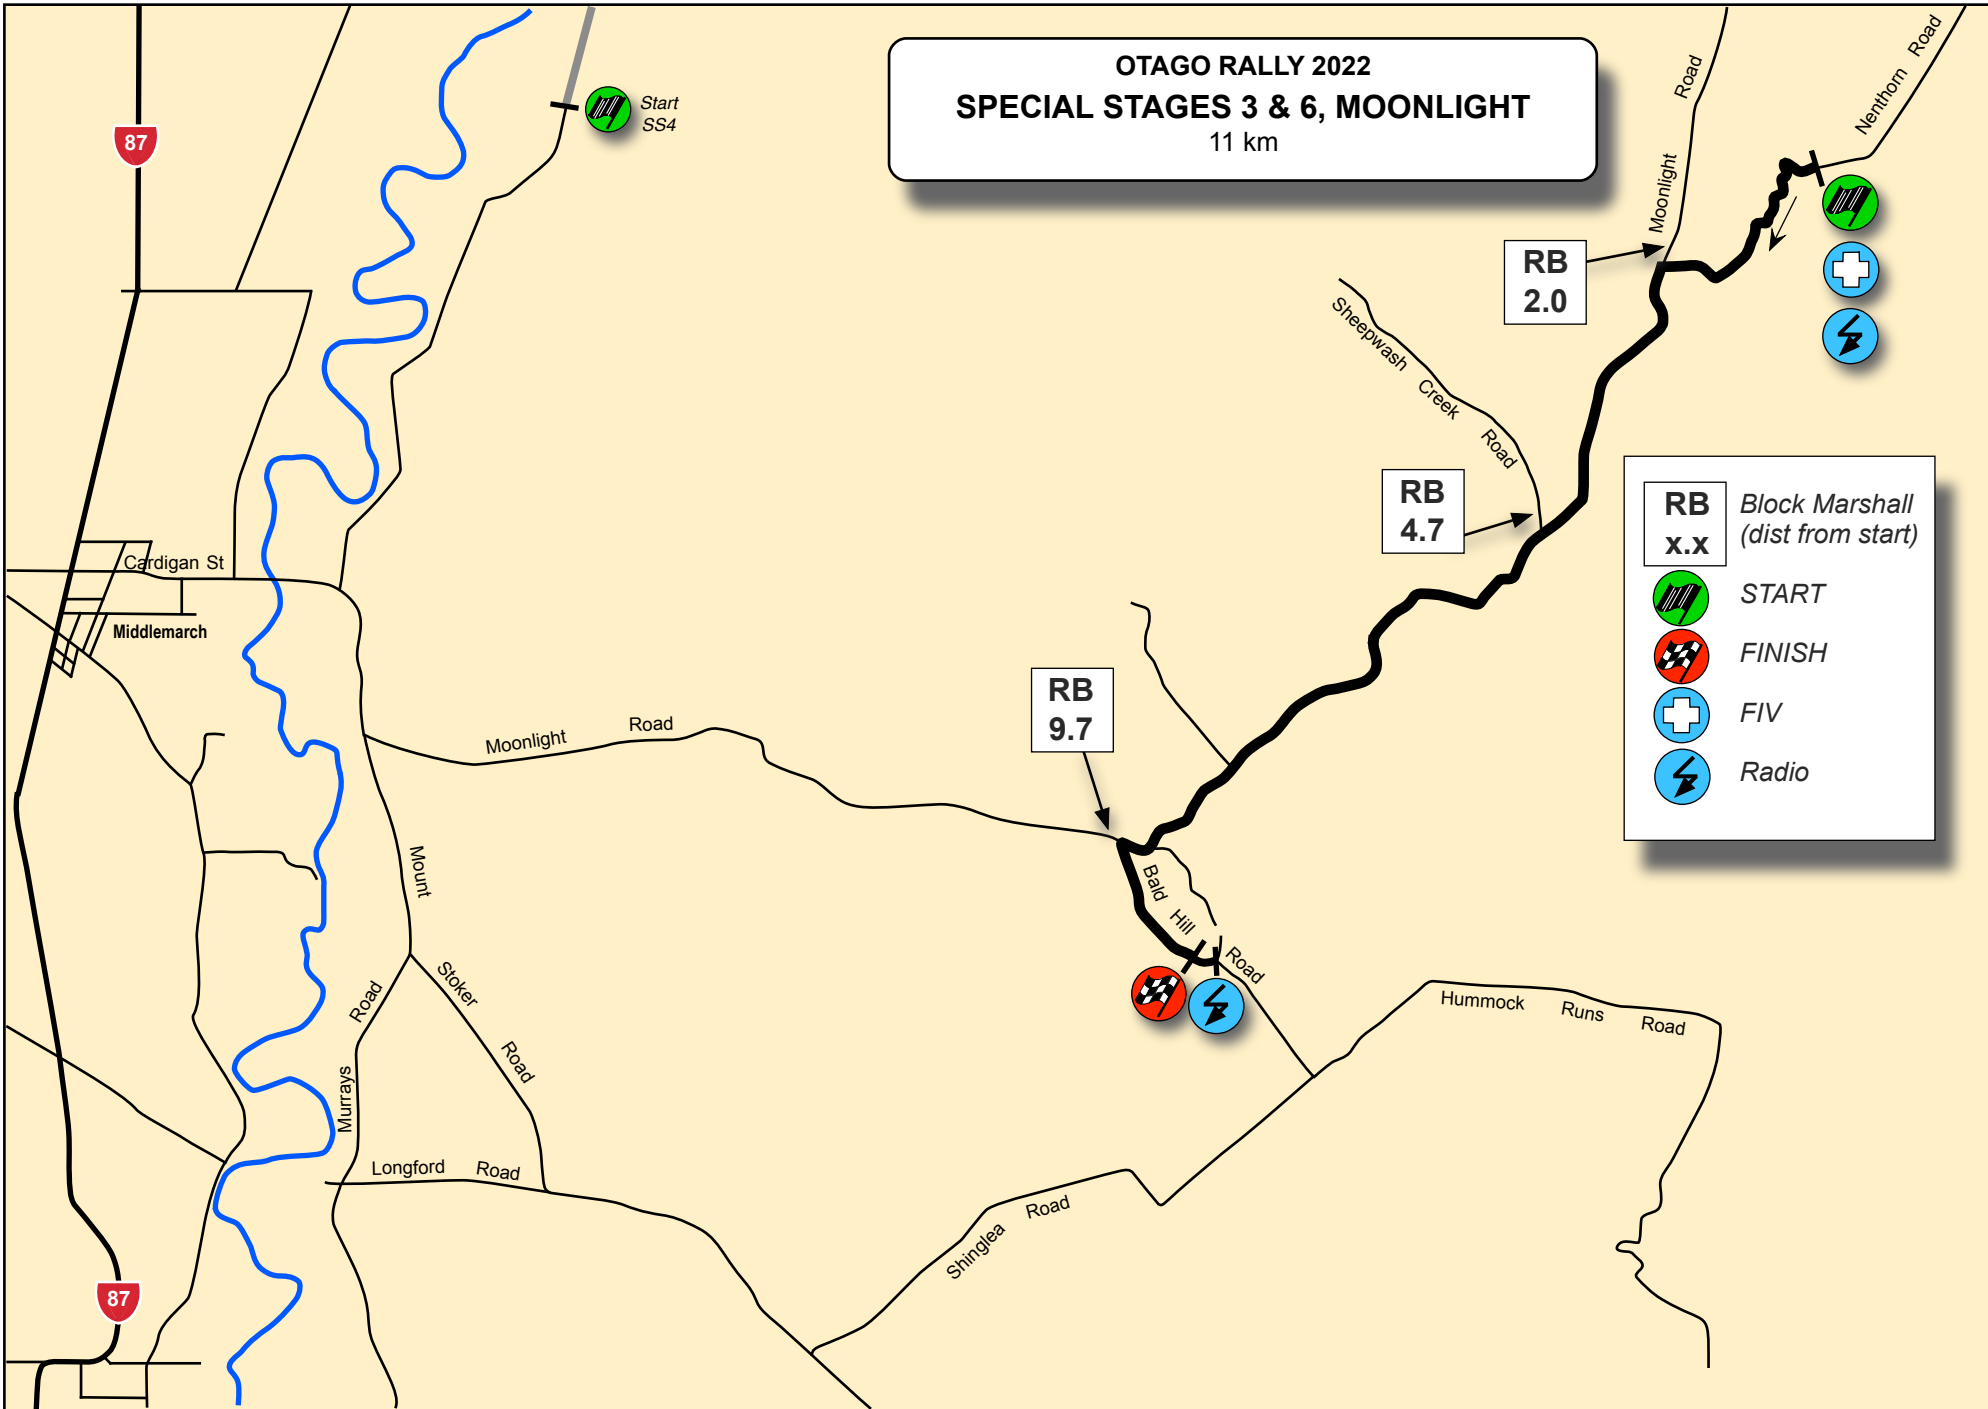 OTAGO RALLY 2022
SPECIAL STAGES 3 & 6, MOONLIGHT
11 km
87
Start
SS4
Moonlight Road
Nenthorn Road
RB
2.0
Sheepwash Creek Road
RB
4.7
RB
x.x
Block Marshall
(dist from start)
START
FINISH
FIV
Radio
Cardigan St
Middlemarch
RB
9.7
Moonlight Road
Mount
Bald Hill Road
Stoker Road
Murrays Road
Hummock Runs Road
Longford Road
Shinglea Road
87